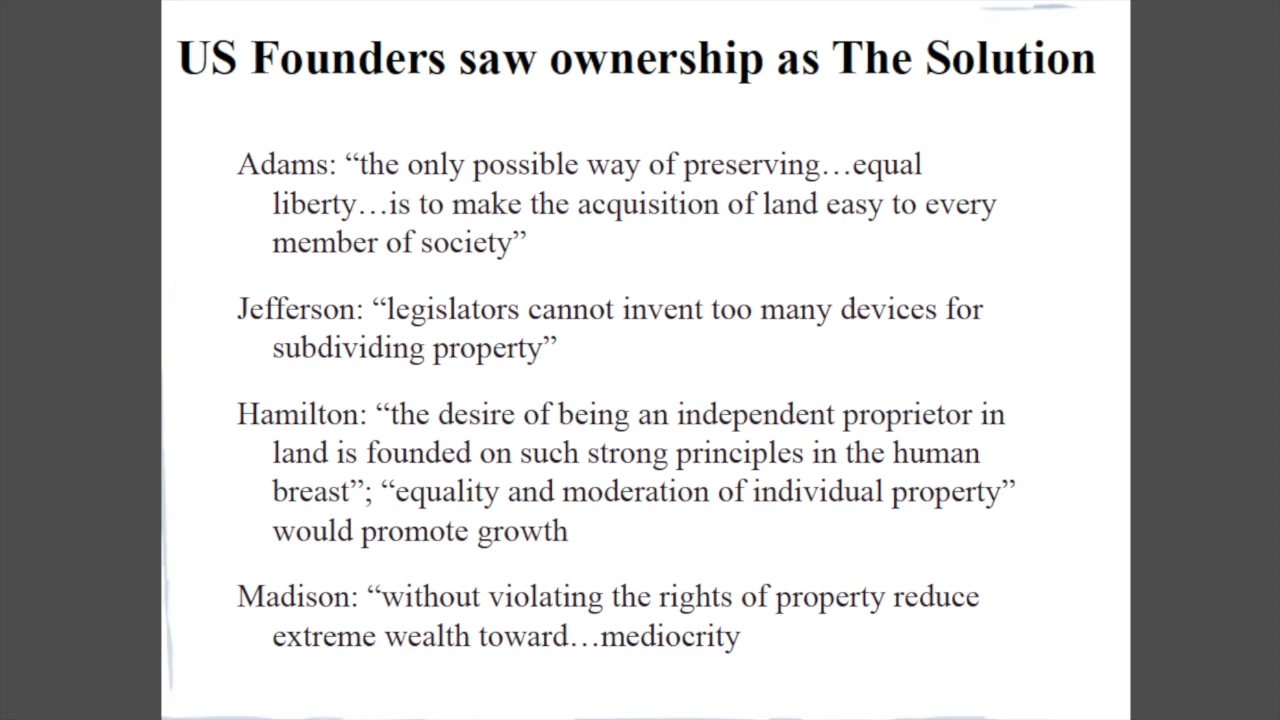 US Founders saw ownership as The Solution
Adams: “the only possible way of preserving…equal
liberty…is to make the acquisition of land easy to every
member of society”
Jefferson: “legislators cannot invent too many devices for
subdividing property”
Hamilton: “the desire of being an independent proprietor in
land is founded on such strong principles in the human
breast”; “equality and moderation of individual property”
would promote growth
Madison: “without violating the rights of property reduce
extreme wealth toward…mediocrity